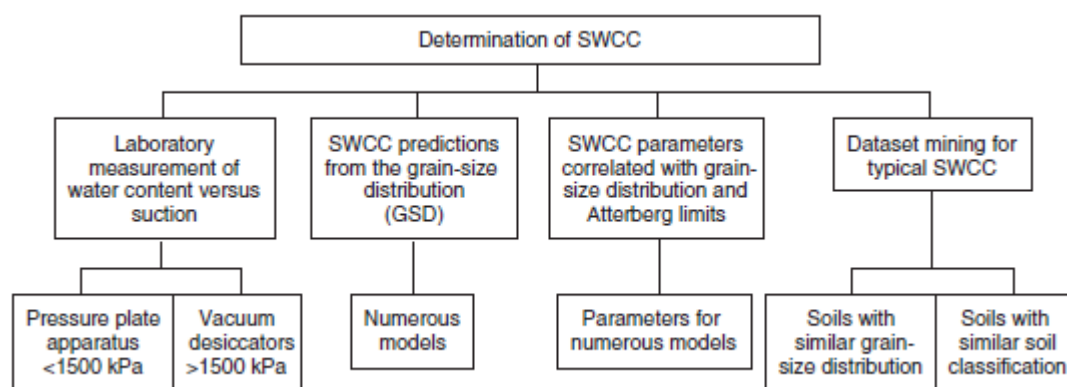 Determination of SWCC
Laboratory
measurement of
water content versus
suction
SWCC predictions
from the grain-size
distribution
(GSD)
SWCC parameters
correlated with grain-
size distribution and
Atterberg limits
Dataset mining for
typical SWCC
Pressure plate
apparatus
<1500 kPa
Vacuum
desiccators
>1500 kPa
Numerous
models
Parameters for
numerous models
Soils with
similar grain-
size distribution
Soils with
similar soil
classification